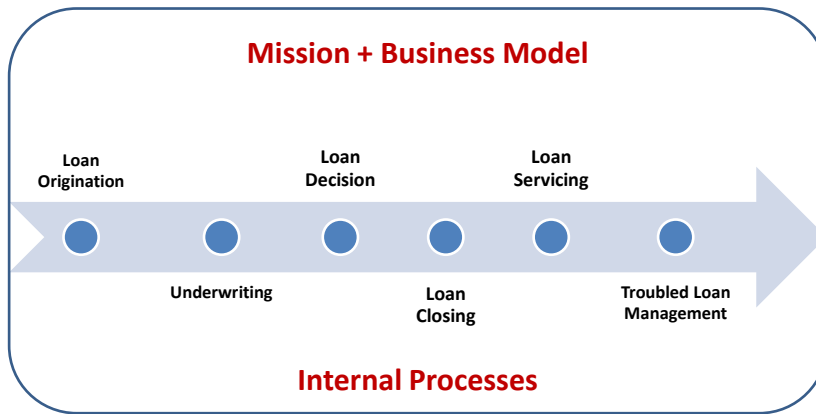 Mission + Business Model
Loan
Origination
Underwriting
Loan
Decision
Loan
Closing
Loan
Servicing
Troubled Loan
Management
Internal Processes